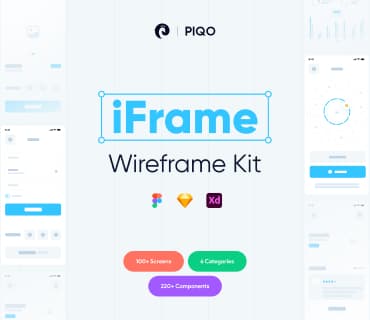 PIQO
iFrame
Wireframe Kit
Xd
100+ Screens
6 Categories
220+ Components